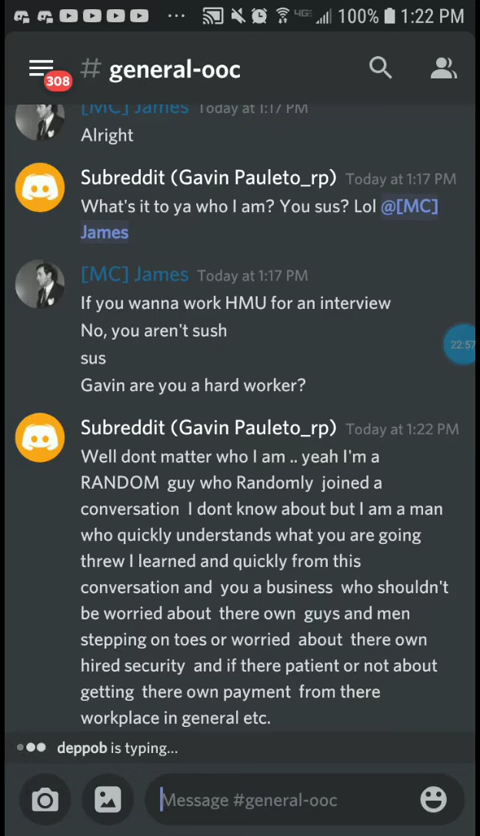 100% 1:22 PM
# general-ooc
308
[MC] James Today at 1:17 PM
Alright
Subreddit (Gavin Pauleto_rp) Today at 1:17 PM
What's it to ya who I am? You sus? Lol @[MC]
James
[MC] James Today at 1:17 PM
If you wanna work HMU for an interview
No, you aren't sush
sus
22:57
Gavin are you a hard worker?
Subreddit (Gavin Pauleto_rp) Today at 1:22 PM
Well dont matter who I am .. yeah I'm a
RANDOM guy who Randomly joined a
conversation I dont know about but I am a man
who quickly understands what you are going
threw I learned and quickly from this
conversation and you a business who shouldn't
be worried about there own guys and men
stepping on toes or worried about there own
hired security and if there patient or not about
getting there own payment from there
workplace in general etc.
deppob is typing...
Message #general-ooc